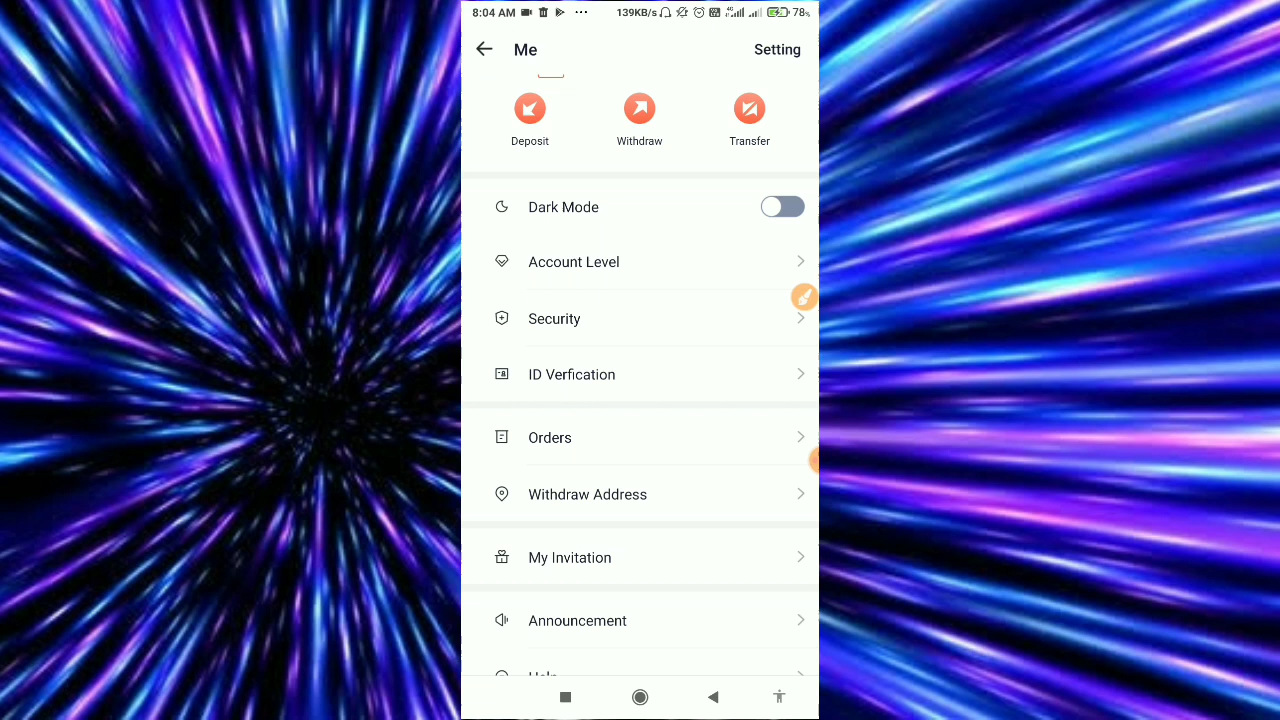 8:04 AM ... 139KB/s 4G 78%
Me
Setting
Deposit
Withdraw
Transfer
Dark Mode
Account Level
Security
ID Verfication
Orders
Withdraw Address
My Invitation
Announcement
Help